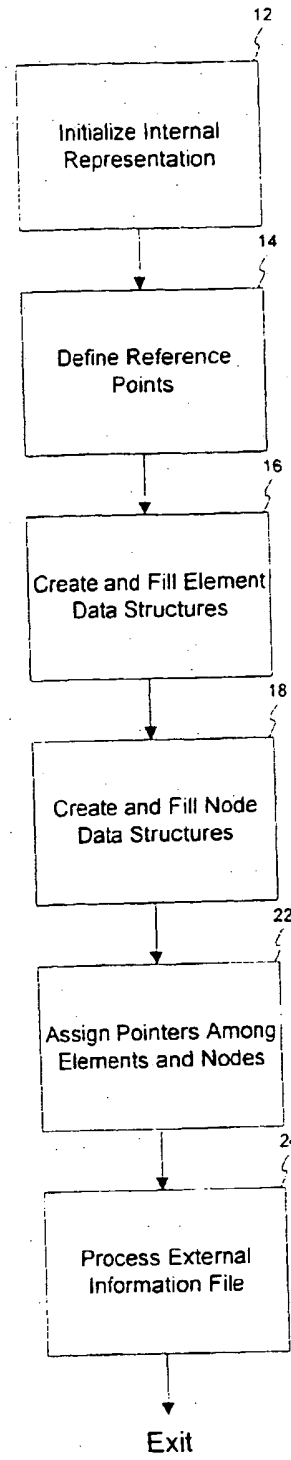 12
Initialize Internal
Representation
14
Define Reference
Points
16
Create and Fill Element
Data Structures
18
Create and Fill Node
Data Structures
22
Assign Pointers Among
Elements and Nodes
24
Process External
Information File
Exit